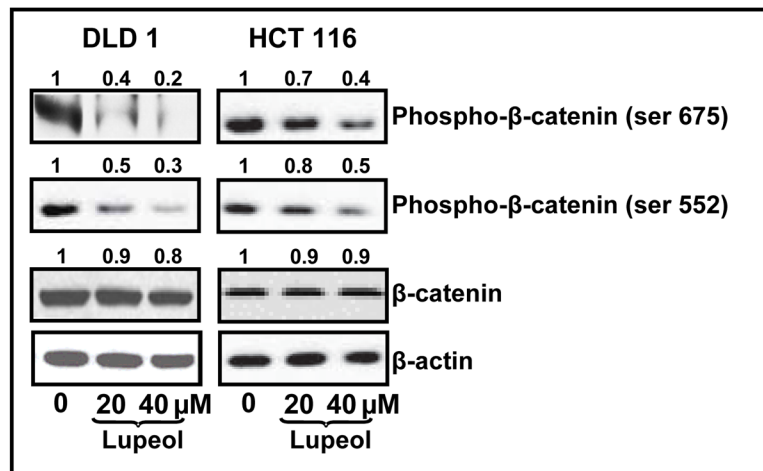 DLD 1 HCT 116
1 0.4 0.2 1 0.7 0.4
Phospho-β-catenin (ser 675)
1 0.5 0.3 1 0.8 0.5
Phospho-β-catenin (ser 552)
1 0.9 0.8 1 0.9 0.9
β-catenin
β-actin
0 20 40 µM 0 20 40 µM
Lupeol Lupeol